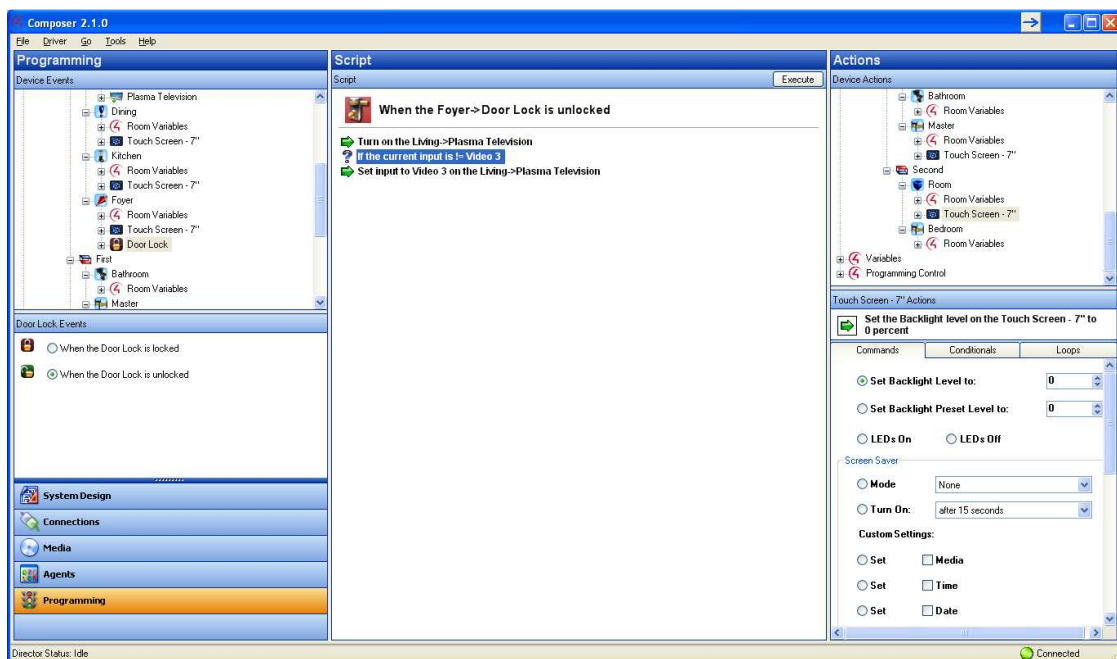 Composer 2.1.0
File Driver Go Tools Help
Programming
Device Events
Plasma Television
Dining
Room Variables
Touch Screen - 7"
Kitchen
Room Variables
Touch Screen - 7"
Foyer
Room Variables
Touch Screen - 7"
Door Lock
First
Bathroom
Room Variables
Master
Door Lock Events
When the Door Lock is locked
When the Door Lock is unlocked
System Design
Connections
Media
Agents
Programming
Script
Script Execute
When the Foyer->Door Lock is unlocked
Turn on the Living->Plasma Television
If the current input is != Video 3
Set input to Video 3 on the Living->Plasma Television
Actions
Device Actions
Bathroom
Room Variables
Master
Room Variables
Touch Screen - 7"
Second
Room
Room Variables
Touch Screen - 7"
Bedroom
Room Variables
Variables
Programming Control
Touch Screen - 7" Actions
Set the Backlight level on the Touch Screen - 7" to
0 percent
Commands Conditionals Loops
Set Backlight Level to: 0
Set Backlight Preset Level to: 0
LEDs On LEDs Off
Screen Saver
Mode None
Turn On: after 15 seconds
Custom Settings:
Set Media
Set Time
Set Date
Director Status: Idle Connected